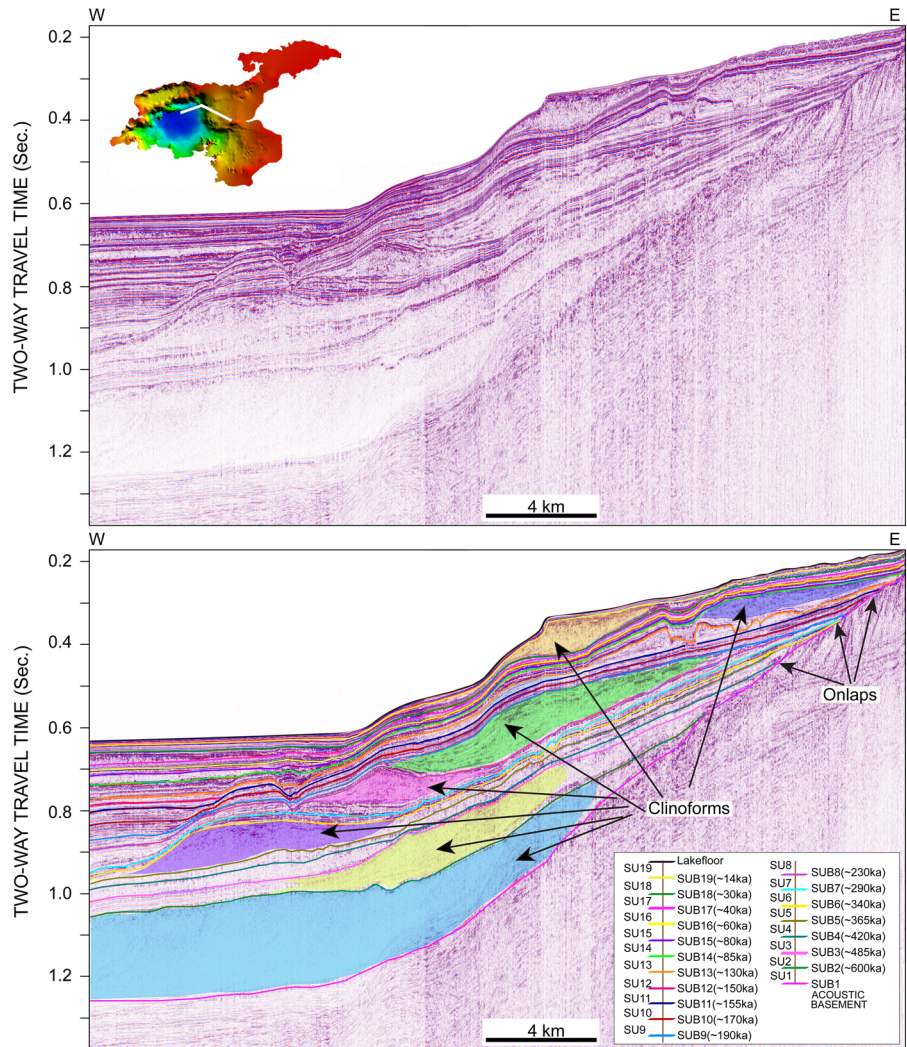 W E
0.2
0.4
0.6
0.8
1.0
1.2
TWO-WAY TRAVEL TIME (Sec.)
4 km
W E
0.2
0.4
0.6
0.8
1.0
1.2
TWO-WAY TRAVEL TIME (Sec.)
Onlaps
Clinoforms
4 km
SU19
SU18
SU17
SU16
SU15
SU14
SU13
SU12
SU11
SU10
SU9
Lakefloor
SUB19(~14ka)
SUB18(~30ka)
SUB17(~40ka)
SUB16(~60ka)
SUB15(~80ka)
SUB14(~85ka)
SUB13(~130ka)
SUB12(~150ka)
SUB11(~155ka)
SUB10(~170ka)
SUB9(~190ka)
SU8
SU7
SU6
SU5
SU4
SU3
SU2
SU1
SUB8(~230ka)
SUB7(~290ka)
SUB6(~340ka)
SUB5(~365ka)
SUB4(~420ka)
SUB3(~485ka)
SUB2(~600ka)
SUB1
ACOUSTIC
BASEMENT